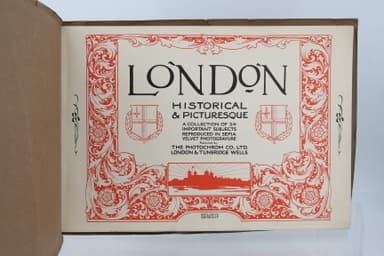 LONDON
HISTORICAL
& PICTURESQUE
A COLLECTION OF 34
IMPORTANT SUBJECTS
REPRODUCED IN SEPIA
VELVET PHOTOGRAVURE
THE PHOTOCHROM CO. LTD.
LONDON & TUNBRIDGE WELLS